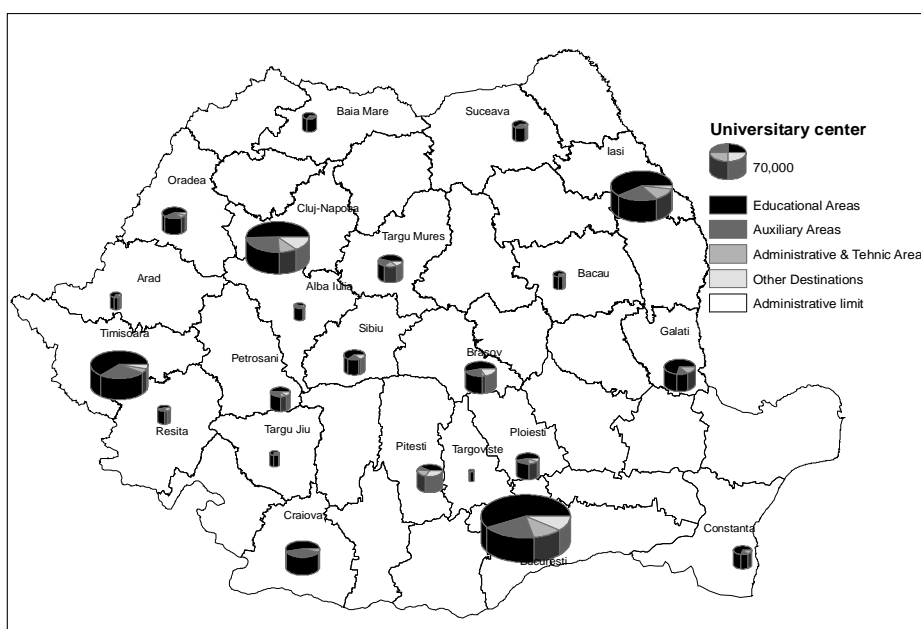 Baia Mare
Suceava
Universitary center
70,000
Iasi
Oradea
Cluj-Napoca
Educational Areas
Auxiliary Areas
Targu Mures
Administrative & Tehnic Area
Bacau
Arad
Other Destinations
Alba Iulia
Administrative limit
Timisoara
Sibiu
Galati
Petrosani
Brasov
Resita
Targu Jiu
Pitesti
Targoviste
Ploiesti
Craiova
Constanta
Bucuresti